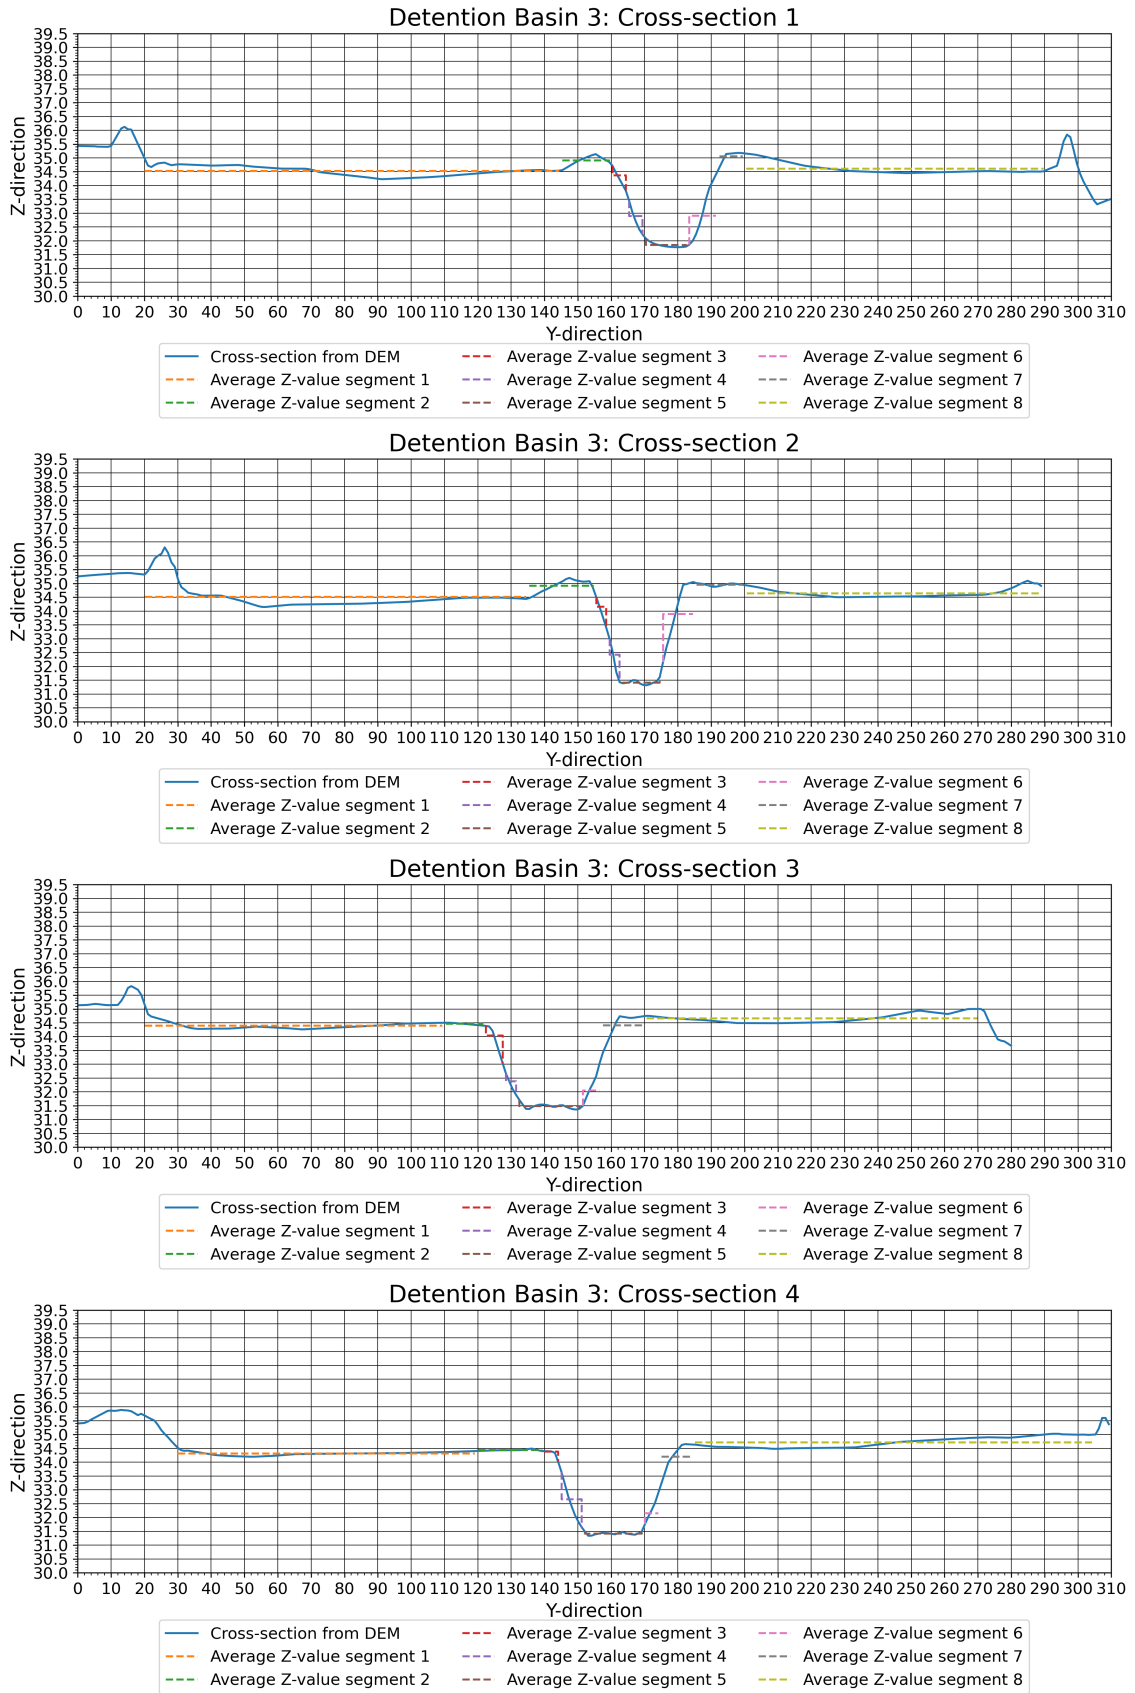 Detention Basin 3: Cross-section 1
39.5
39.0
38.5
38.0
37.5
37.0
36.5
36.0
35.5
35.0
34.5
34.0
33.5
33.0
32.5
32.0
31.5
31.0
30.5
30.0
Z-direction
0 10 20 30 40 50 60 70 80 90 100 110 120 130 140 150 160 170 180 190 200 210 220 230 240 250 260 270 280 290 300 310
Y-direction
Cross-section from DEM
Average Z-value segment 1
Average Z-value segment 2
Average Z-value segment 3
Average Z-value segment 4
Average Z-value segment 5
Average Z-value segment 6
Average Z-value segment 7
Average Z-value segment 8
Detention Basin 3: Cross-section 2
39.5
39.0
38.5
38.0
37.5
37.0
36.5
36.0
35.5
35.0
34.5
34.0
33.5
33.0
32.5
32.0
31.5
31.0
30.5
30.0
Z-direction
0 10 20 30 40 50 60 70 80 90 100 110 120 130 140 150 160 170 180 190 200 210 220 230 240 250 260 270 280 290 300 310
Y-direction
Cross-section from DEM
Average Z-value segment 1
Average Z-value segment 2
Average Z-value segment 3
Average Z-value segment 4
Average Z-value segment 5
Average Z-value segment 6
Average Z-value segment 7
Average Z-value segment 8
Detention Basin 3: Cross-section 3
39.5
39.0
38.5
38.0
37.5
37.0
36.5
36.0
35.5
35.0
34.5
34.0
33.5
33.0
32.5
32.0
31.5
31.0
30.5
30.0
Z-direction
0 10 20 30 40 50 60 70 80 90 100 110 120 130 140 150 160 170 180 190 200 210 220 230 240 250 260 270 280 290 300 310
Y-direction
Cross-section from DEM
Average Z-value segment 1
Average Z-value segment 2
Average Z-value segment 3
Average Z-value segment 4
Average Z-value segment 5
Average Z-value segment 6
Average Z-value segment 7
Average Z-value segment 8
Detention Basin 3: Cross-section 4
39.5
39.0
38.5
38.0
37.5
37.0
36.5
36.0
35.5
35.0
34.5
34.0
33.5
33.0
32.5
32.0
31.5
31.0
30.5
30.0
Z-direction
0 10 20 30 40 50 60 70 80 90 100 110 120 130 140 150 160 170 180 190 200 210 220 230 240 250 260 270 280 290 300 310
Y-direction
Cross-section from DEM
Average Z-value segment 1
Average Z-value segment 2
Average Z-value segment 3
Average Z-value segment 4
Average Z-value segment 5
Average Z-value segment 6
Average Z-value segment 7
Average Z-value segment 8